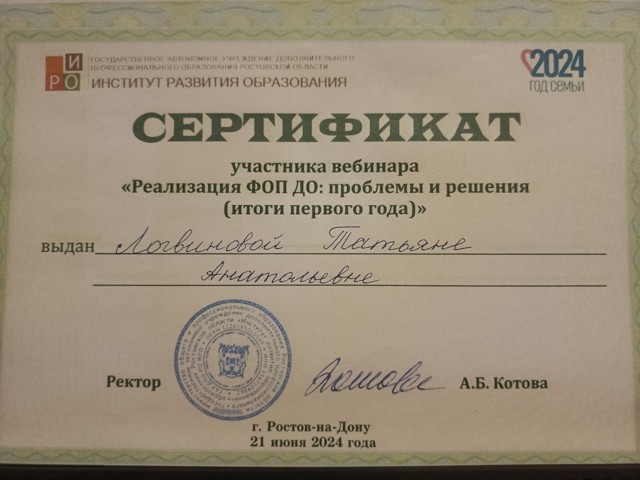 ИРО
ГОСУДАРСТВЕННОЕ АВТОНОМНОЕ УЧРЕЖДЕНИЕ ДОПОЛНИТЕЛЬНОГО
ПРОФЕССИОНАЛЬНОГО ОБРАЗОВАНИЯ РОСТОВСКОЙ ОБЛАСТИ
ИНСТИТУТ РАЗВИТИЯ ОБРАЗОВАНИЯ
2024
ГОД СЕМЬИ
СЕРТИФИКАТ
участника вебинара
«Реализация ФОП ДО: проблемы и решения
(итоги первого года)»
выдан Логвиновой Татьяне
Анатольевне
Ректор А.Б. Котова
г. Ростов-на-Дону
21 июня 2024 года